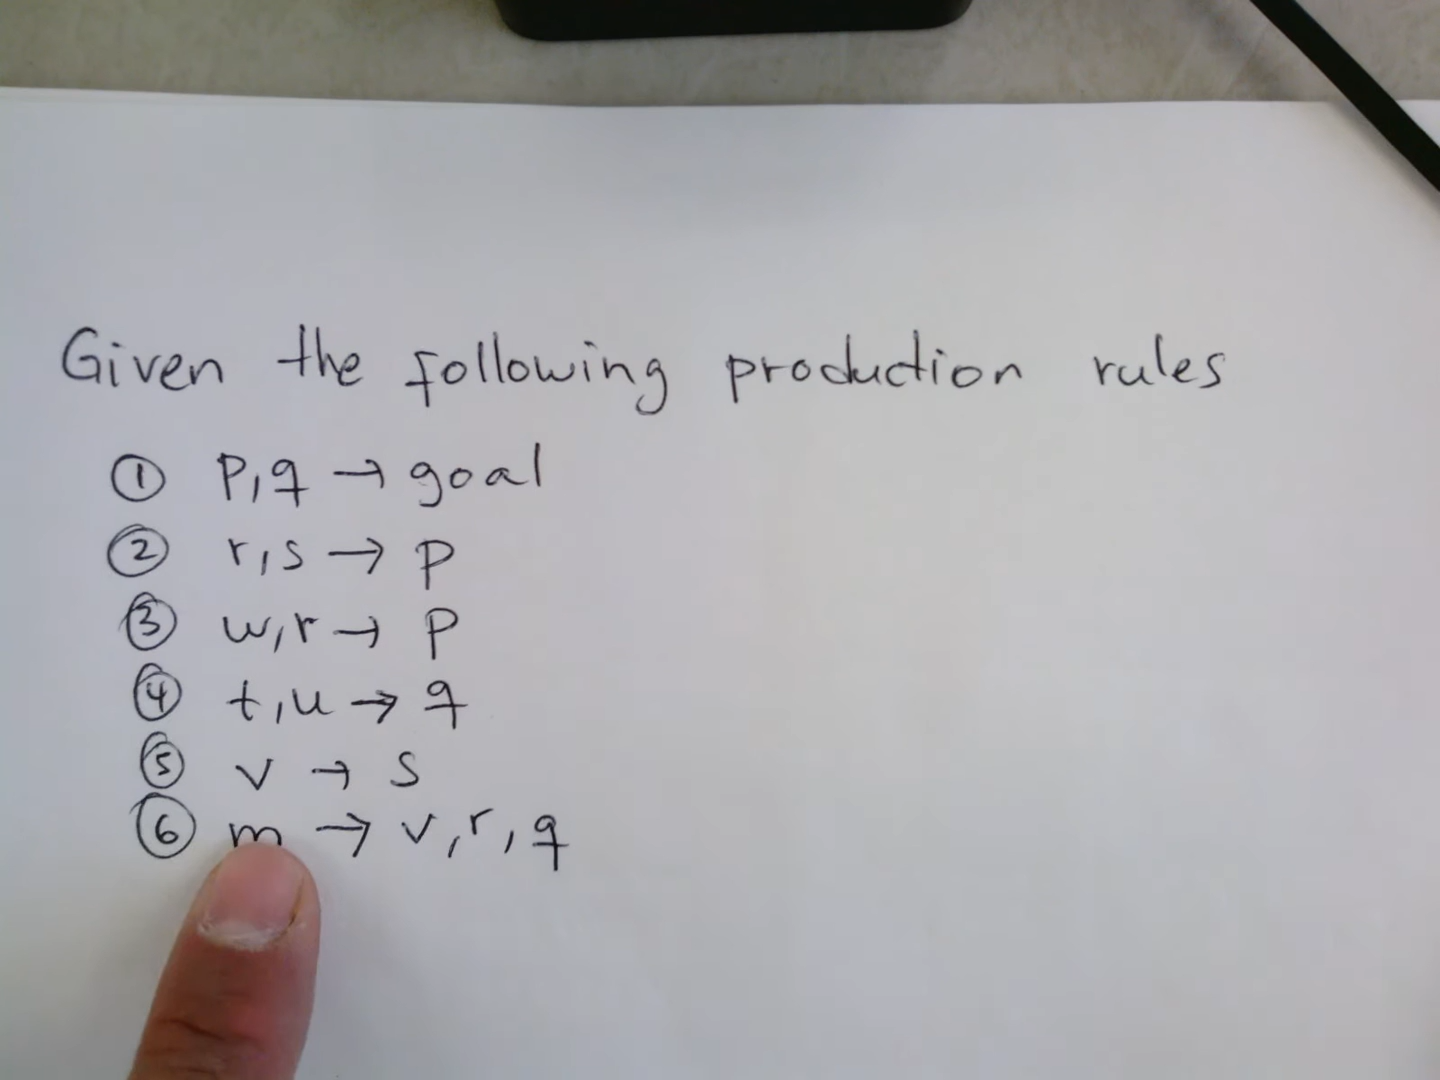 Given the following production rules
① p,q → goal
② r,s → p
③ w,r → p
④ t,u → q
⑤ v → s
⑥ m → v,r,q